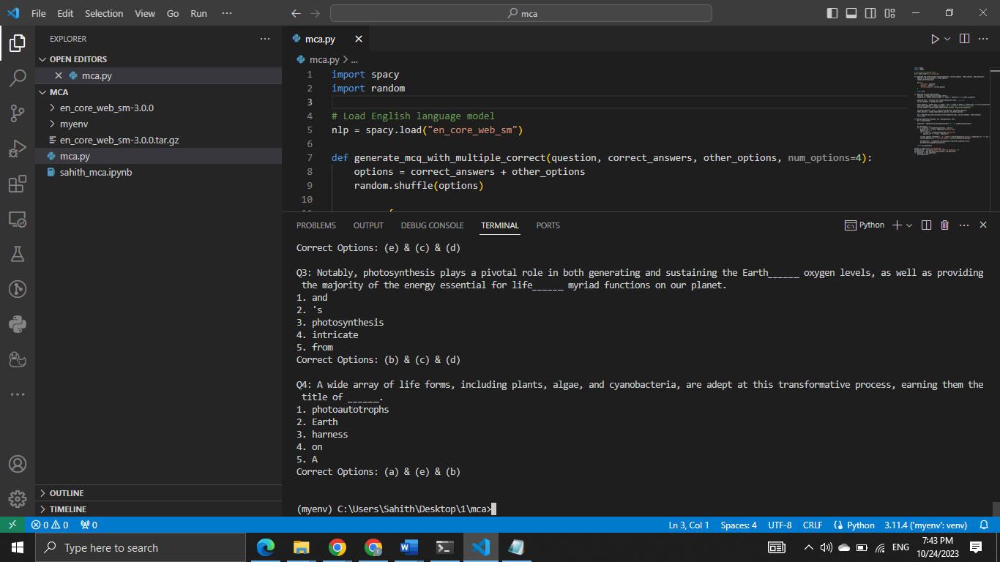 File Edit Selection View Go Run ···
mca
EXPLORER ···
OPEN EDITORS
mca.py
MCA
en_core_web_sm-3.0.0
myenv
en_core_web_sm-3.0.0.tar.gz
mca.py
sahith_mca.ipynb
OUTLINE
TIMELINE
mca.py
mca.py > ...
1 import spacy
2 import random
3
4 # Load English language model
5 nlp = spacy.load("en_core_web_sm")
6
7 def generate_mcq_with_multiple_correct(question, correct_answers, other_options, num_options=4):
8 options = correct_answers + other_options
9 random.shuffle(options)
10
PROBLEMS OUTPUT DEBUG CONSOLE TERMINAL PORTS
Python
Correct Options: (e) & (c) & (d)
Q3: Notably, photosynthesis plays a pivotal role in both generating and sustaining the Earth______ oxygen levels, as well as providing
the majority of the energy essential for life______ myriad functions on our planet.
1. and
2. 's
3. photosynthesis
4. intricate
5. from
Correct Options: (b) & (c) & (d)
Q4: A wide array of life forms, including plants, algae, and cyanobacteria, are adept at this transformative process, earning them the
title of ______.
1. photoautotrophs
2. Earth
3. harness
4. on
5. A
Correct Options: (a) & (e) & (b)
(myenv) C:\Users\Sahith\Desktop\1\mca>
0 0 0 Ln 3, Col 1 Spaces: 4 UTF-8 CRLF Python 3.11.4 ('myenv': venv)
Type here to search
ENG
7:43 PM
10/24/2023